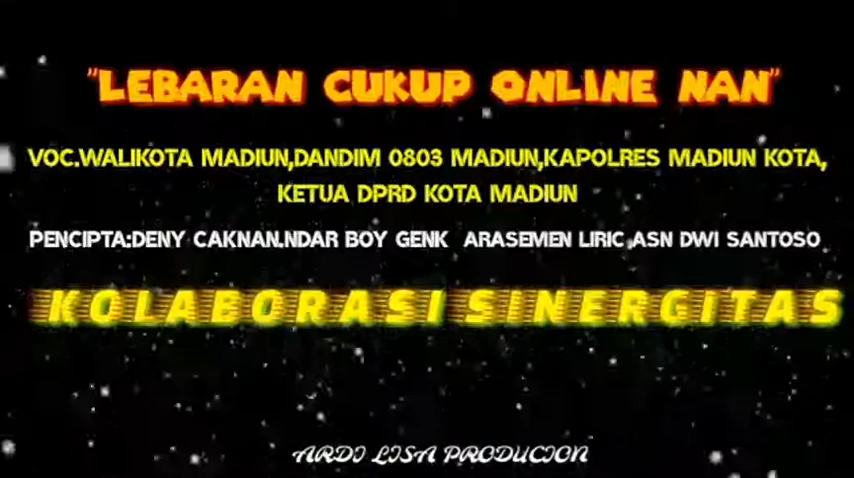 "LEBARAN CUKUP ONLINE NAN"
VOC.WALIKOTA MADIUN,DANDIM 0803 MADIUN,KAPOLRES MADIUN KOTA,
KETUA DPRD KOTA MADIUN
PENCIPTA:DENY CAKNAN.NDAR BOY GENK ARASEMEN LIRIC,ASN DWI SANTOSO
KOLABORASI SINERGITAS
ARDI LISA PRODUCION